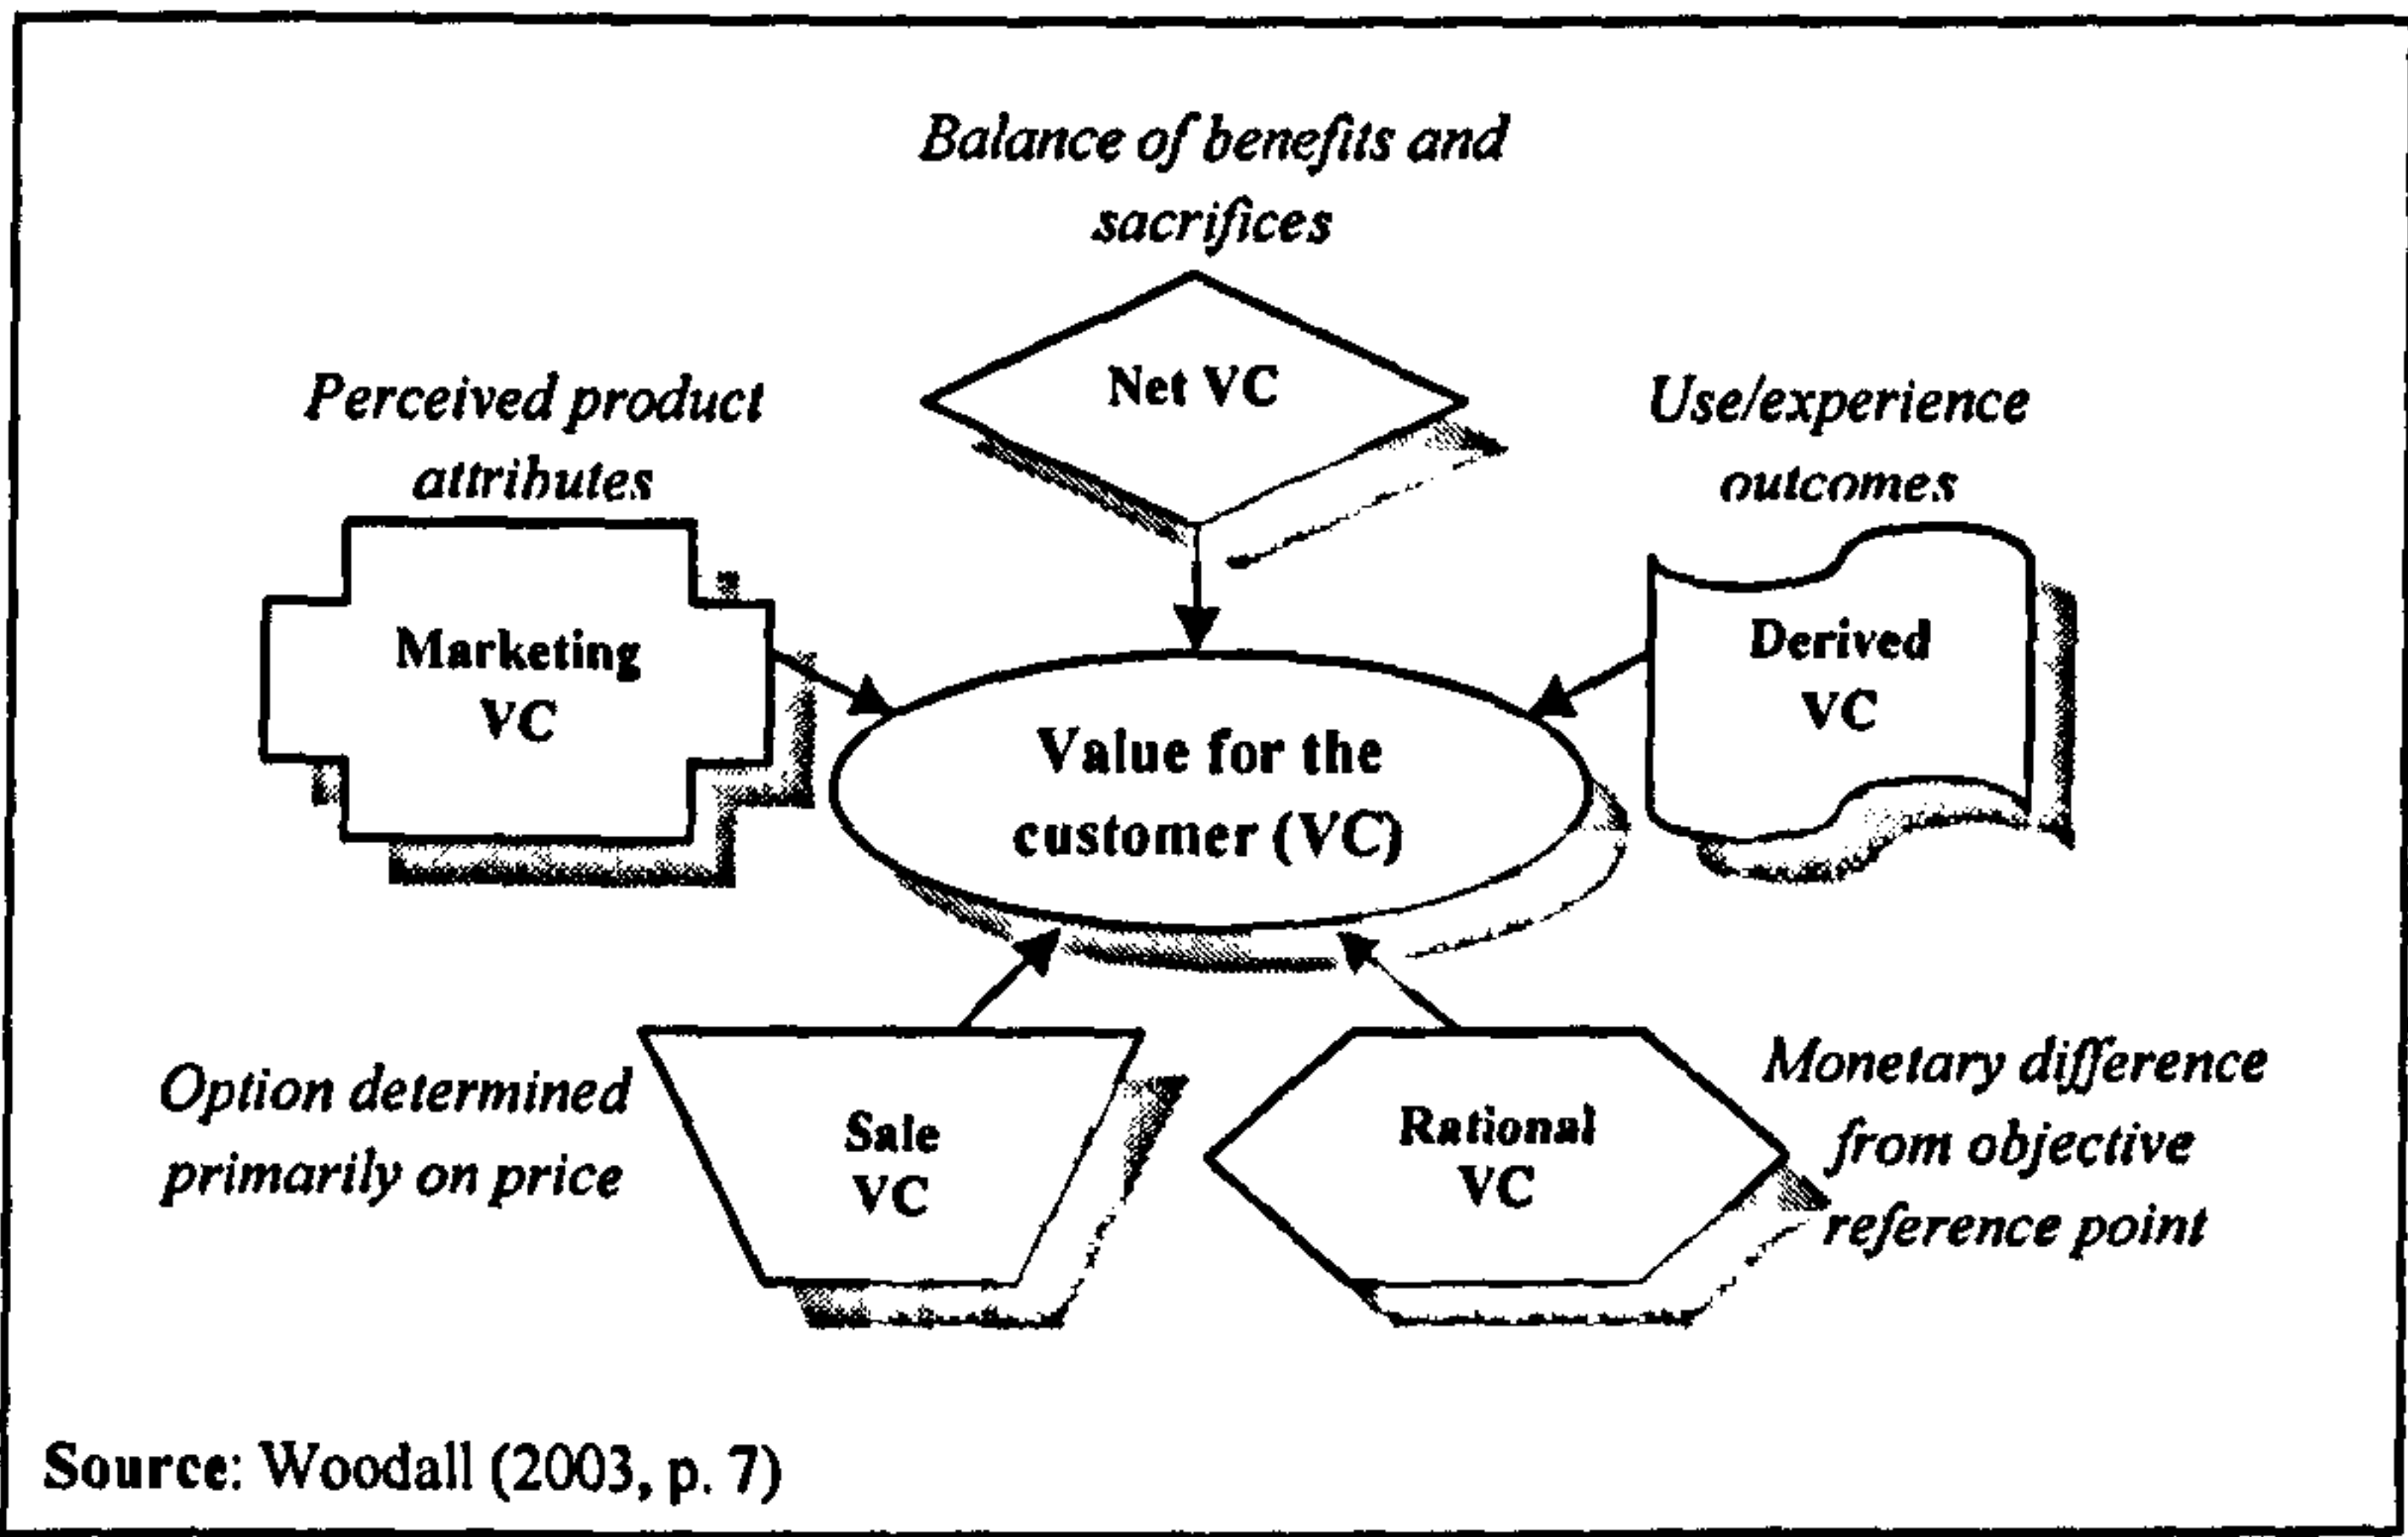 Balance of benefits and
sacrifices
Net VC
Perceived product
attributes
Marketing
VC
Use/experience
outcomes
Derived
VC
Value for the
customer (VC)
Option determined
primarily on price
Sale
VC
Rational
VC
Monetary difference
from objective
reference point
Source: Woodall (2003, p. 7)